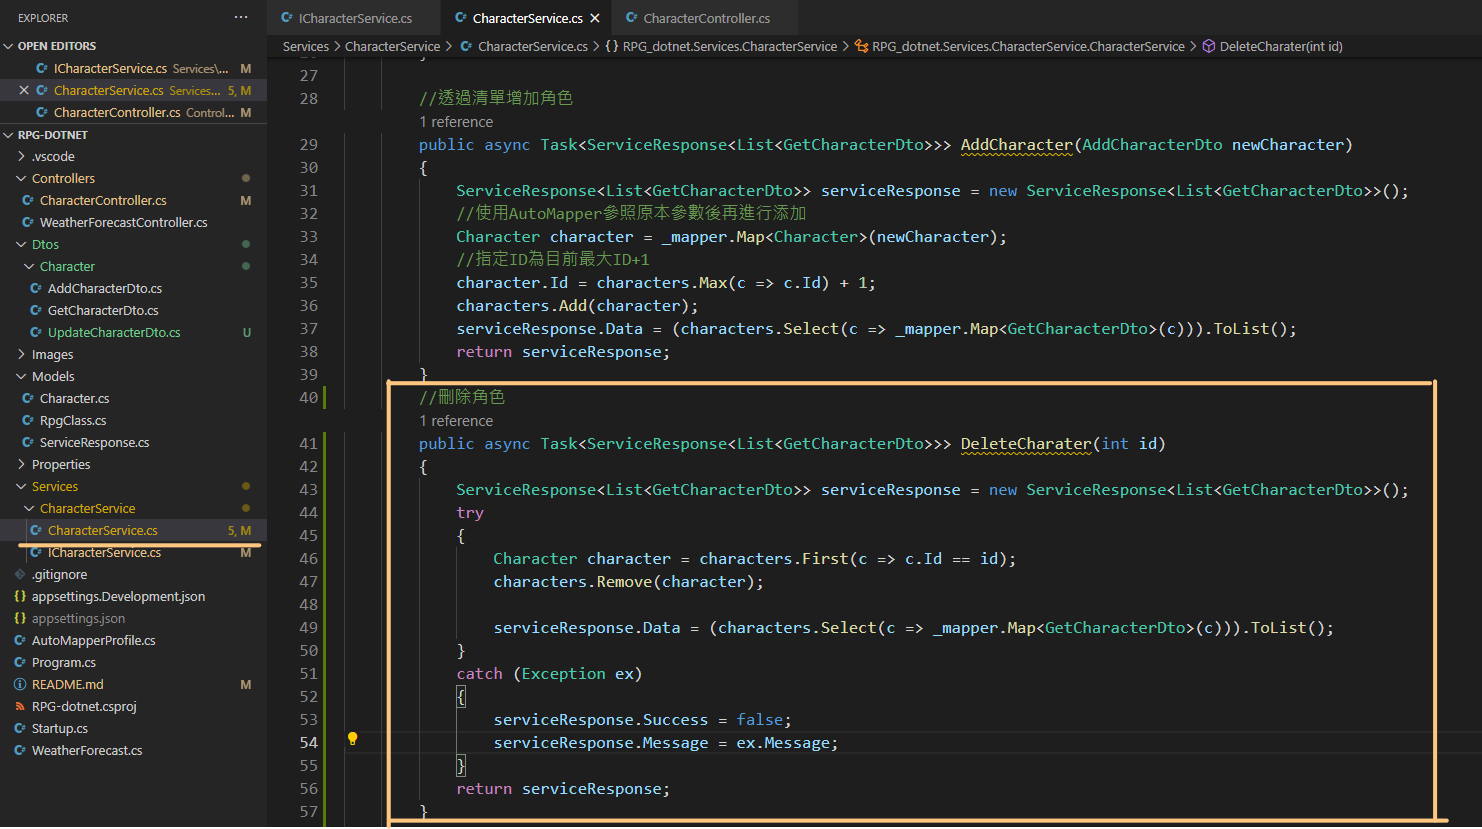 EXPLORER ···
OPEN EDITORS
ICharacterService.cs Services\... M
CharacterService.cs Services... 5, M
CharacterController.cs Control... M
RPG-DOTNET
.vscode
Controllers
CharacterController.cs M
WeatherForecastController.cs
Dtos
Character
AddCharacterDto.cs
GetCharacterDto.cs
UpdateCharacterDto.cs U
Images
Models
Character.cs
RpgClass.cs
ServiceResponse.cs
Properties
Services
CharacterService
CharacterService.cs 5, M
ICharacterService.cs M
.gitignore
appsettings.Development.json
appsettings.json
AutoMapperProfile.cs
Program.cs
README.md M
RPG-dotnet.csproj
Startup.cs
WeatherForecast.cs
ICharacterService.cs CharacterService.cs CharacterController.cs
Services > CharacterService > CharacterService.cs > {} RPG_dotnet.Services.CharacterService > RPG_dotnet.Services.CharacterService.CharacterService > DeleteCharater(int id)
27
28 //透過清單增加角色
1 reference
29 public async Task<ServiceResponse<List<GetCharacterDto>>> AddCharacter(AddCharacterDto newCharacter)
30 {
31 ServiceResponse<List<GetCharacterDto>> serviceResponse = new ServiceResponse<List<GetCharacterDto>>();
32 //使用AutoMapper參照原本參數後再進行添加
33 Character character = _mapper.Map<Character>(newCharacter);
34 //指定ID為目前最大ID+1
35 character.Id = characters.Max(c => c.Id) + 1;
36 characters.Add(character);
37 serviceResponse.Data = (characters.Select(c => _mapper.Map<GetCharacterDto>(c))).ToList();
38 return serviceResponse;
39 }
40 //刪除角色
1 reference
41 public async Task<ServiceResponse<List<GetCharacterDto>>> DeleteCharater(int id)
42 {
43 ServiceResponse<List<GetCharacterDto>> serviceResponse = new ServiceResponse<List<GetCharacterDto>>();
44 try
45 {
46 Character character = characters.First(c => c.Id == id);
47 characters.Remove(character);
48
49 serviceResponse.Data = (characters.Select(c => _mapper.Map<GetCharacterDto>(c))).ToList();
50 }
51 catch (Exception ex)
52 {
53 serviceResponse.Success = false;
54 serviceResponse.Message = ex.Message;
55 }
56 return serviceResponse;
57 }